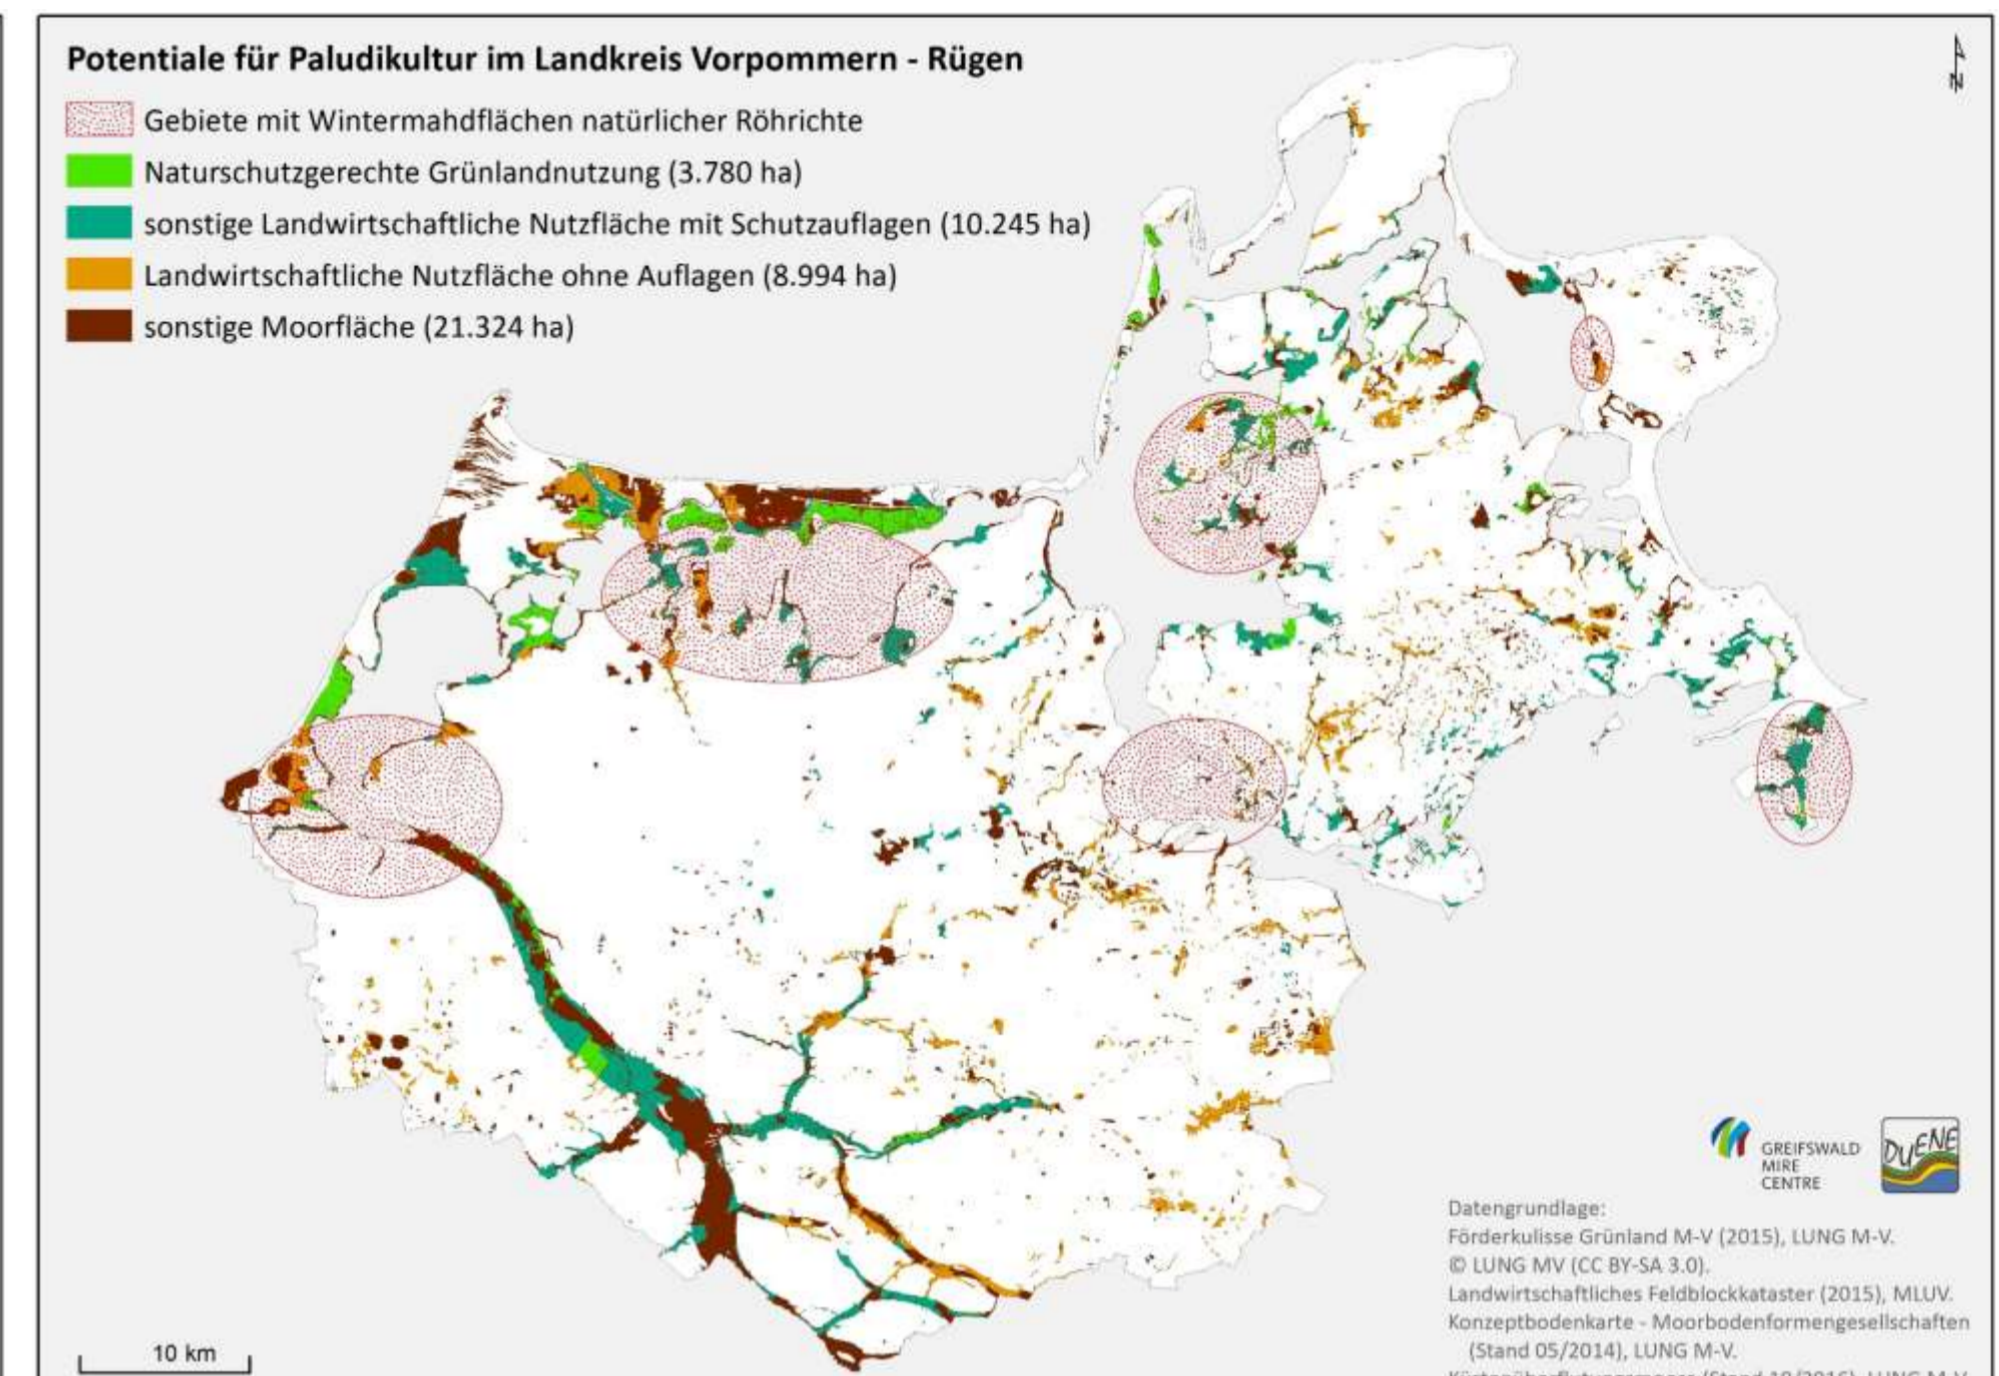 Potentiale für Paludikultur im Landkreis Vorpommern - Rügen
Gebiete mit Wintermahdflächen natürlicher Röhrichte
Naturschutzgerechte Grünlandnutzung (3.780 ha)
sonstige Landwirtschaftliche Nutzfläche mit Schutzauflagen (10.245 ha)
Landwirtschaftliche Nutzfläche ohne Auflagen (8.994 ha)
sonstige Moorfläche (21.324 ha)
N
GREIFSWALD
MIRE
CENTRE
DUENE
Datengrundlage:
Förderkulisse Grünland M-V (2015), LUNG M-V.
© LUNG MV (CC BY-SA 3.0).
Landwirtschaftliches Feldblockkataster (2015), MLUV.
Konzeptbodenkarte - Moorbodenformengesellschaften
(Stand 05/2014), LUNG M-V.
10 km